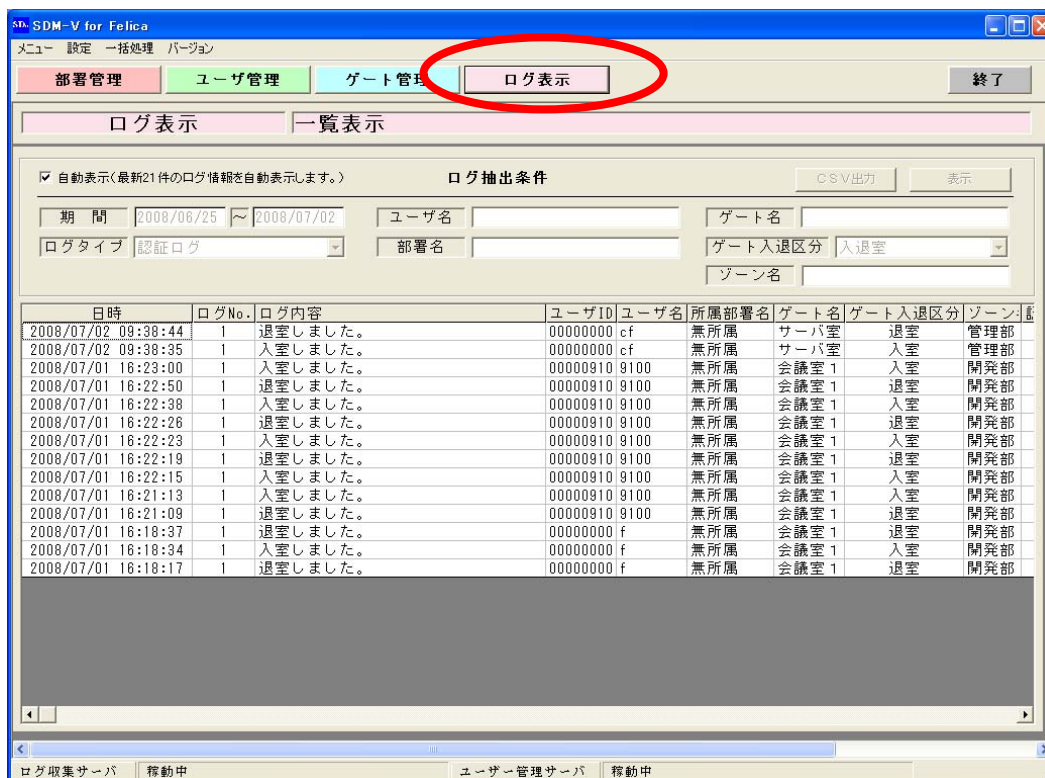 SDM-V for Felica
メニュー 設定 一括処理 バージョン
部署管理 ユーザ管理 ゲート管理 ログ表示 終了
ログ表示 一覧表示
自動表示(最新21件のログ情報を自動表示します。) ログ抽出条件 CSV出力 表示
期 間 2008/06/25 ～ 2008/07/02 ユーザ名 ゲート名
ログタイプ 認証ログ 部署名 ゲート入退区分 入退室
ゾーン名
日時 ログNo. ログ内容 ユーザID ユーザ名 所属部署名 ゲート名 ゲート入退区分 ゾーン
2008/07/02 09:38:44 1 退室しました。 00000000 cf 無所属 サーバ室 退室 管理部
2008/07/02 09:38:35 1 入室しました。 00000000 cf 無所属 サーバ室 入室 管理部
2008/07/01 16:23:00 1 入室しました。 00000910 9100 無所属 会議室1 入室 開発部
2008/07/01 16:22:50 1 退室しました。 00000910 9100 無所属 会議室1 退室 開発部
2008/07/01 16:22:38 1 入室しました。 00000910 9100 無所属 会議室1 入室 開発部
2008/07/01 16:22:26 1 退室しました。 00000910 9100 無所属 会議室1 退室 開発部
2008/07/01 16:22:23 1 入室しました。 00000910 9100 無所属 会議室1 入室 開発部
2008/07/01 16:22:19 1 退室しました。 00000910 9100 無所属 会議室1 退室 開発部
2008/07/01 16:22:15 1 入室しました。 00000910 9100 無所属 会議室1 入室 開発部
2008/07/01 16:21:13 1 入室しました。 00000910 9100 無所属 会議室1 入室 開発部
2008/07/01 16:21:09 1 退室しました。 00000910 9100 無所属 会議室1 退室 開発部
2008/07/01 16:18:37 1 退室しました。 00000000 f 無所属 会議室1 退室 開発部
2008/07/01 16:18:34 1 入室しました。 00000000 f 無所属 会議室1 入室 開発部
2008/07/01 16:18:17 1 退室しました。 00000000 f 無所属 会議室1 退室 開発部
ログ収集サーバ 稼動中 ユーザー管理サーバ 稼動中